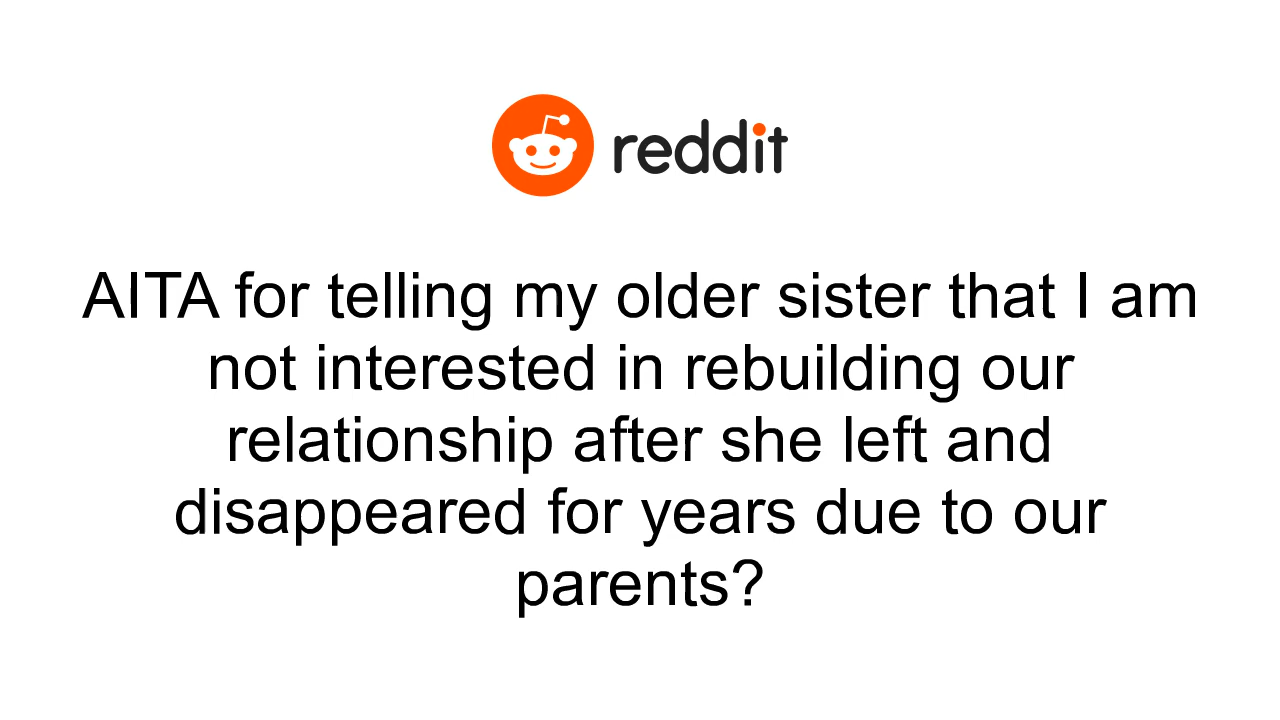 reddit
AITA for telling my older sister that I am
not interested in rebuilding our
relationship after she left and
disappeared for years due to our
parents?